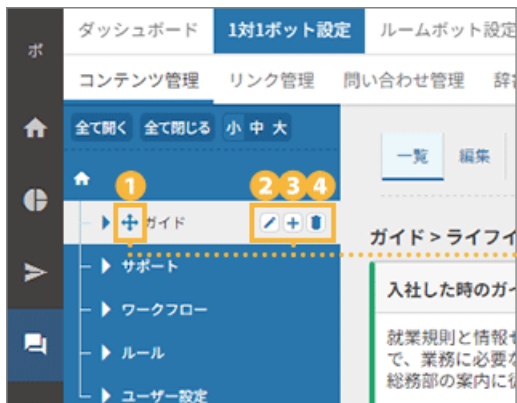 ポ
ダッシュボード 1対1ボット設定 ルームボット設定
コンテンツ管理 リンク管理 問い合わせ管理 辞
全て開く 全て閉じる 小 中 大
一覧 編集
1 2 3 4
ガイド
ガイド > ライフイ
サポート
入社した時のガイ
ワークフロー
就業規則と情報セ
ルール
で、業務に必要な
総務部の案内に従
ユーザー設定